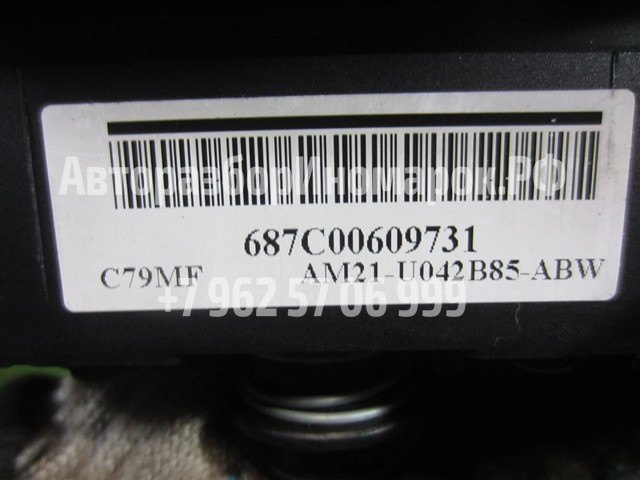 АвторазборИномарок.РФ
687C00609731
C79MF AM21-U042B85-ABW
+7 962 57 06 999